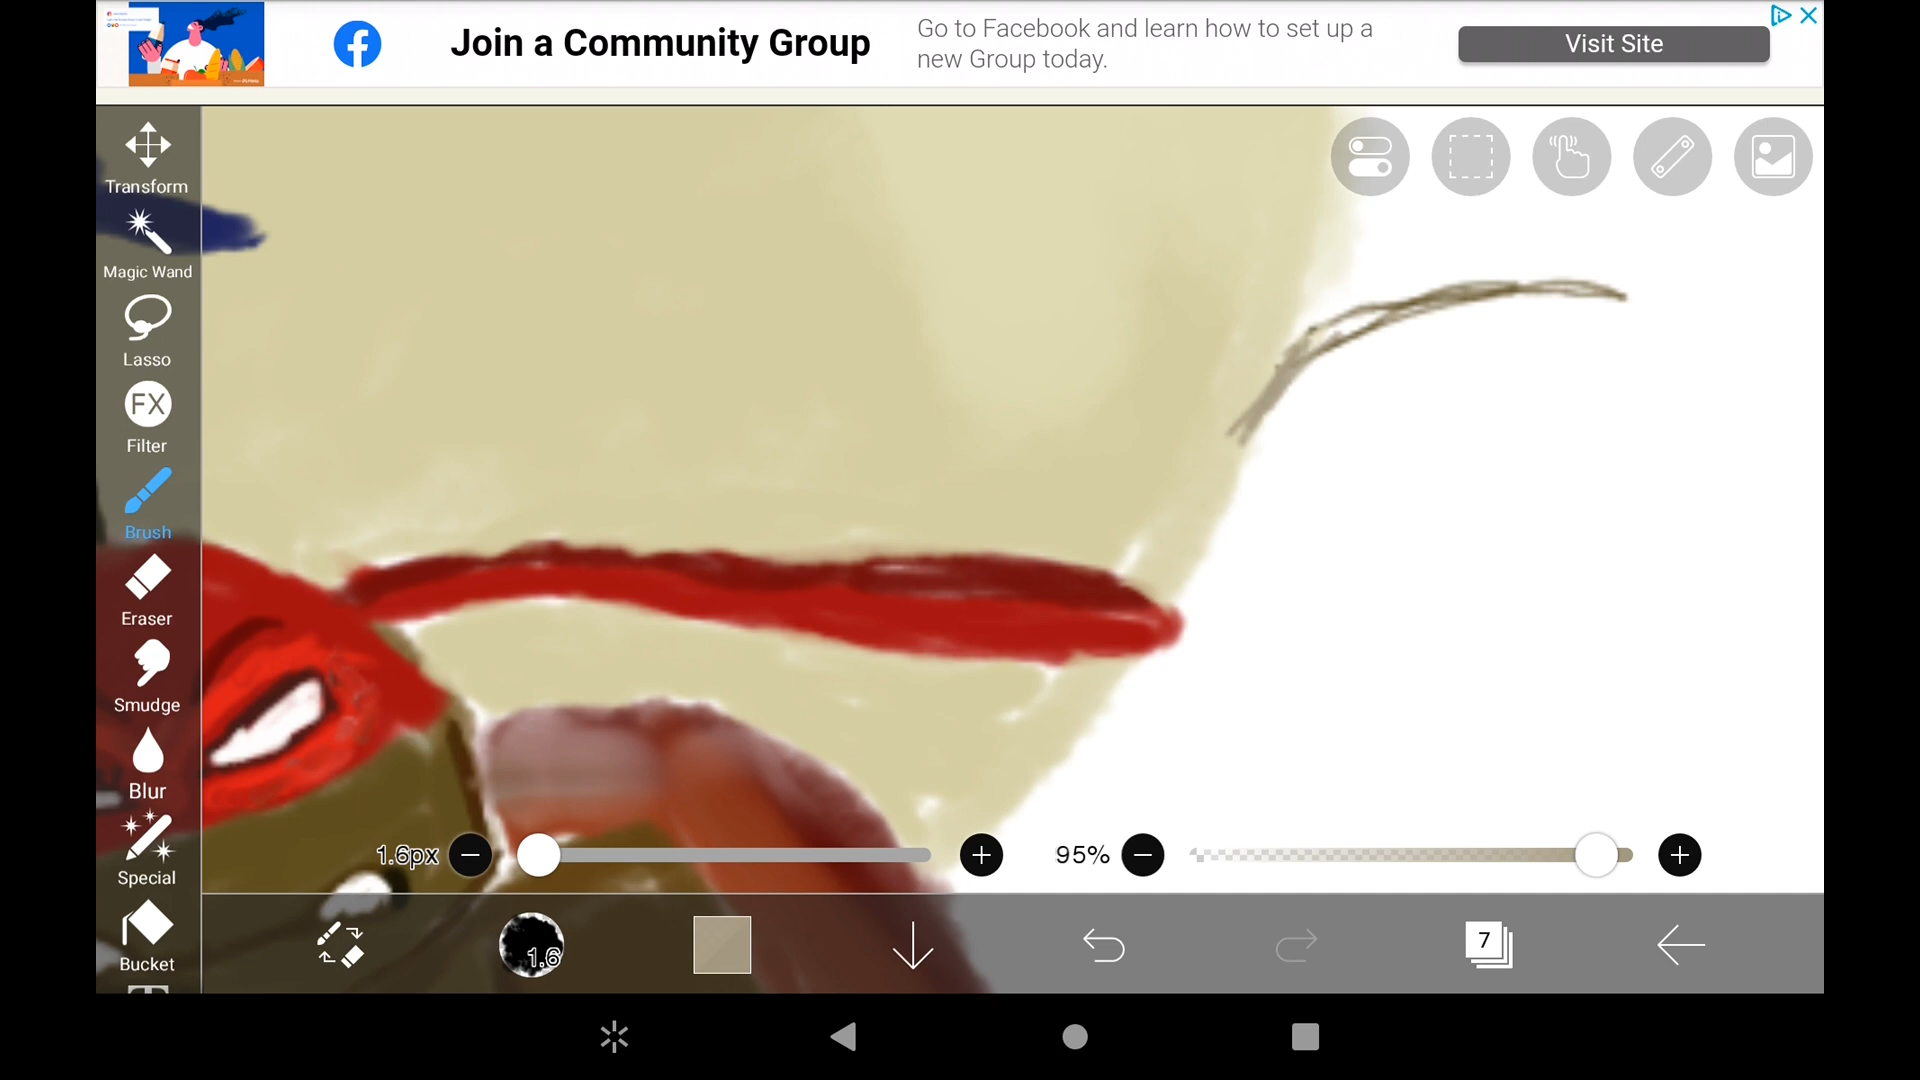 Join a Community Group
Go to Facebook and learn how to set up a
new Group today.
Visit Site
Transform
Magic Wand
Lasso
FX
Filter
Brush
Eraser
Smudge
Blur
Special
Bucket
1.6px
95%
1.6
7